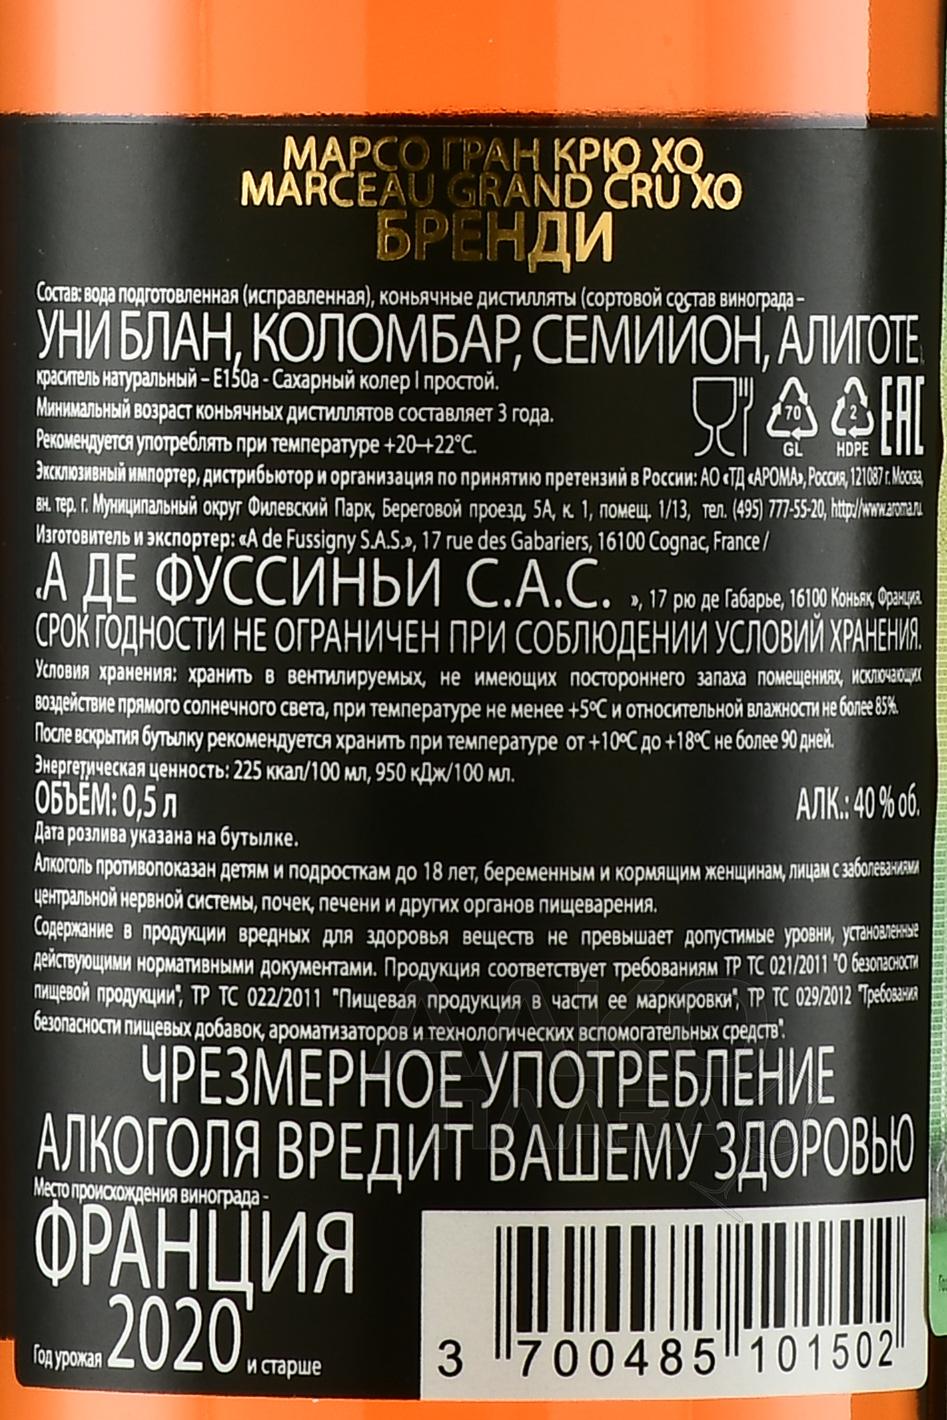 МАРСО ГРАН КРЮ ХО
MARCEAU GRAND CRU XO
БРЕНДИ
Состав: вода подготовленная (исправленная), коньячные дистилляты (сортовой состав винограда –
УНИ БЛАН, КОЛОМБАР, СЕМИЙОН, АЛИГОТЕ,
краситель натуральный – Е150а - Сахарный колер I простой.
Минимальный возраст коньячных дистиллятов составляет 3 года.
70 GL 2 HDPE EAC
Рекомендуется употреблять при температуре +20-+22°С.
Эксклюзивный импортер, дистрибьютор и организация по принятию претензий в России: АО «ТД «АРОМА», Россия, 121087 г. Москва,
вн. тер. г. Муниципальный округ Филевский Парк, Береговой проезд, 5А, к. 1, помещ. 1/13, тел. (495) 777-55-20, http://www.aroma.ru
Изготовитель и экспортер: «A de Fussigny S.A.S.», 17 rue des Gabariers, 16100 Cognac, France /
«А ДЕ ФУССИНЬИ С.А.С. », 17 рю де Габарье, 16100 Коньяк, Франция.
СРОК ГОДНОСТИ НЕ ОГРАНИЧЕН ПРИ СОБЛЮДЕНИИ УСЛОВИЙ ХРАНЕНИЯ.
Условия хранения: хранить в вентилируемых, не имеющих постороннего запаха помещениях, исключающих
воздействие прямого солнечного света, при температуре не менее +5ºС и относительной влажности не более 85%.
После вскрытия бутылку рекомендуется хранить при температуре от +10ºС до +18ºС не более 90 дней.
Энергетическая ценность: 225 ккал/100 мл, 950 кДж/100 мл.
ОБЪЁМ: 0,5 л АЛК.: 40 % об.
Дата розлива указана на бутылке.
Алкоголь противопоказан детям и подросткам до 18 лет, беременным и кормящим женщинам, лицам с заболеваниями
центральной нервной системы, почек, печени и других органов пищеварения.
Содержание в продукции вредных для здоровья веществ не превышает допустимые уровни, установленные
действующими нормативными документами. Продукция соответствует требованиям ТР ТС 021/2011 "О безопасности
пищевой продукции", ТР ТС 022/2011 "Пищевая продукция в части ее маркировки", ТР ТС 029/2012 "Требования
безопасности пищевых добавок, ароматизаторов и технологических вспомогательных средств".
ЧРЕЗМЕРНОЕ УПОТРЕБЛЕНИЕ
АЛКОГОЛЯ ВРЕДИТ ВАШЕМУ ЗДОРОВЬЮ
Место происхождения винограда -
ФРАНЦИЯ
Год урожая 2020 и старше
3 700485 101502
АЛКО
ПАЛАЗА